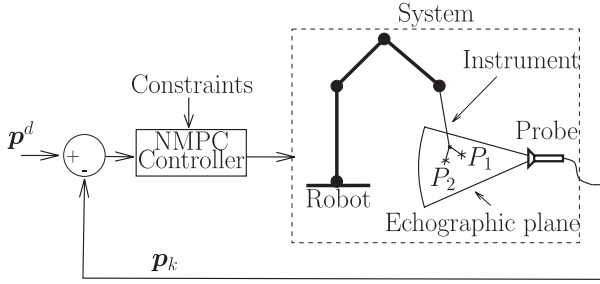 System
Instrument
Constraints
p^d
+
-
NMPC
Controller
Probe
P_1
P_2
Robot
Echographic plane
p_k